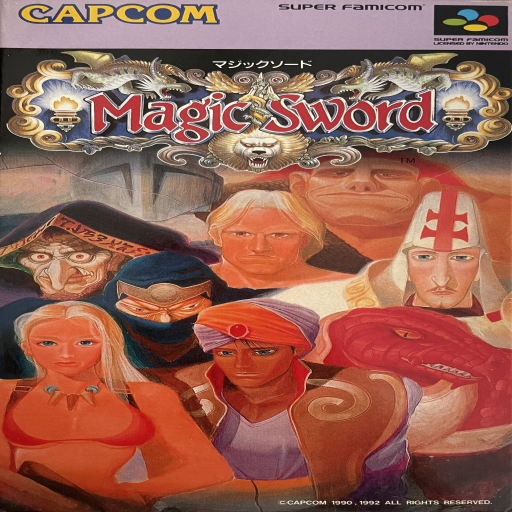 CAPCOM
SUPER FAMICOM
SUPER FAMICOM
LICENSED BY NINTENDO
マジックソード
Magic Sword
TM
©CAPCOM 1990, 1992 ALL RIGHTS RESERVED.